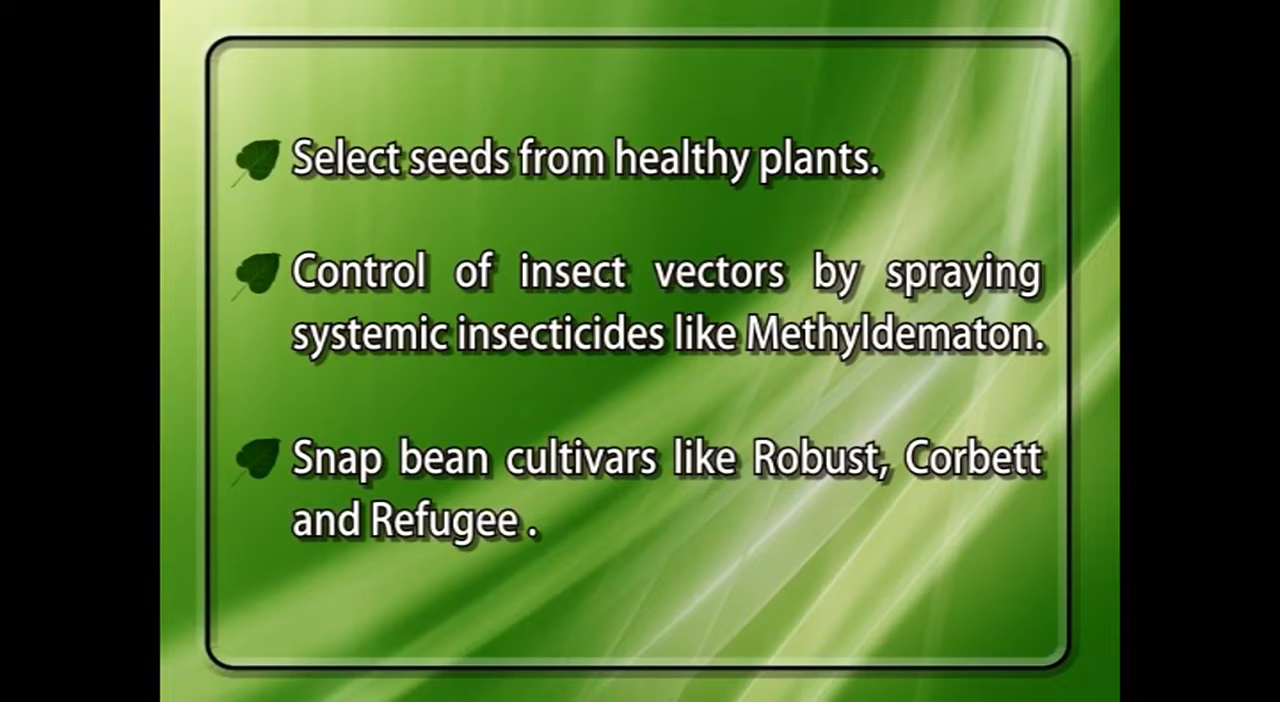 Select seeds from healthy plants.
Control of insect vectors by spraying
systemic insecticides like Methyldematon.
Snap bean cultivars like Robust, Corbett
and Refugee .